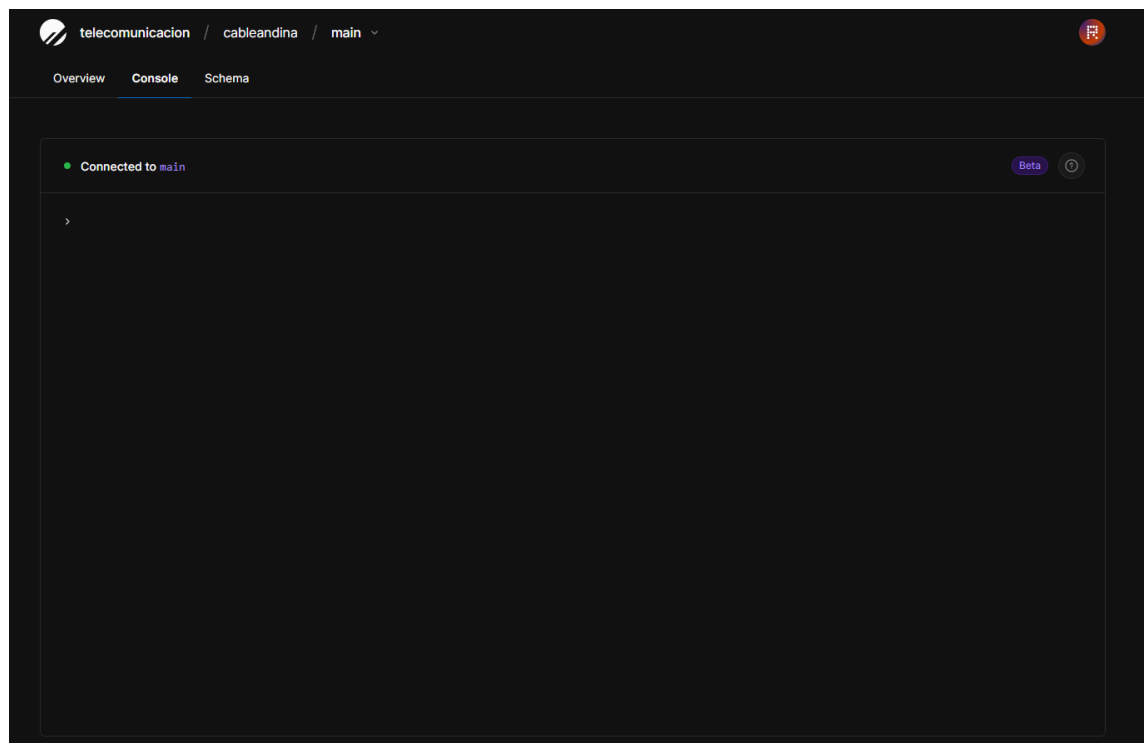 telecomunicacion / cableandina / main
Overview Console Schema
Connected to main
Beta ?
>